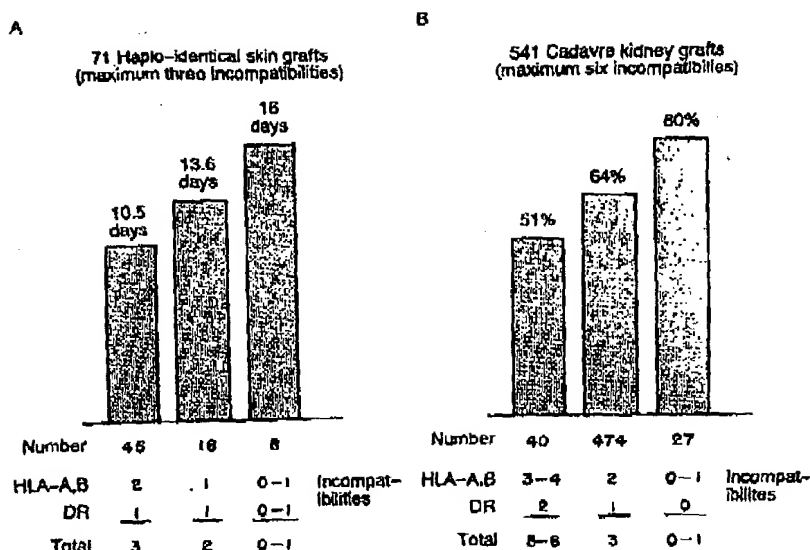 A
71 Haplo-identical skin grafts
(maximum three incompatibilities)
10.5
days
13.6
days
16
days
Number 45 16 8
HLA-A,B 2 1 0-1 Incompat-
ibilities
DR 1 1 0-1
Total 3 2 0-1
B
541 Cadavre kidney grafts
(maximum six incompatibilies)
51%
64%
80%
Number 40 474 27
HLA-A,B 3-4 2 0-1 Incompat-
ibilites
DR 2 1 0
Total 5-6 3 0-1